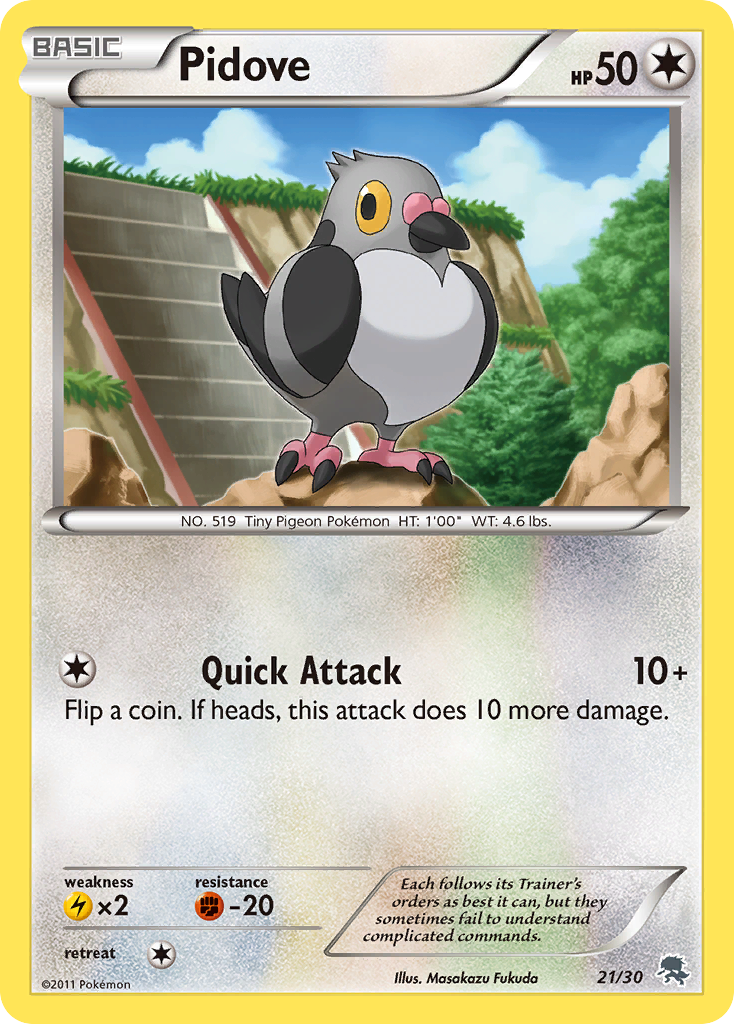 BASIC
Pidove
HP 50
NO. 519 Tiny Pigeon Pokémon HT: 1'00" WT: 4.6 lbs.
Quick Attack 10+
Flip a coin. If heads, this attack does 10 more damage.
weakness
×2
resistance
-20
retreat
Each follows its Trainer's
orders as best it can, but they
sometimes fail to understand
complicated commands.
©2011 Pokémon
Illus. Masakazu Fukuda
21/30